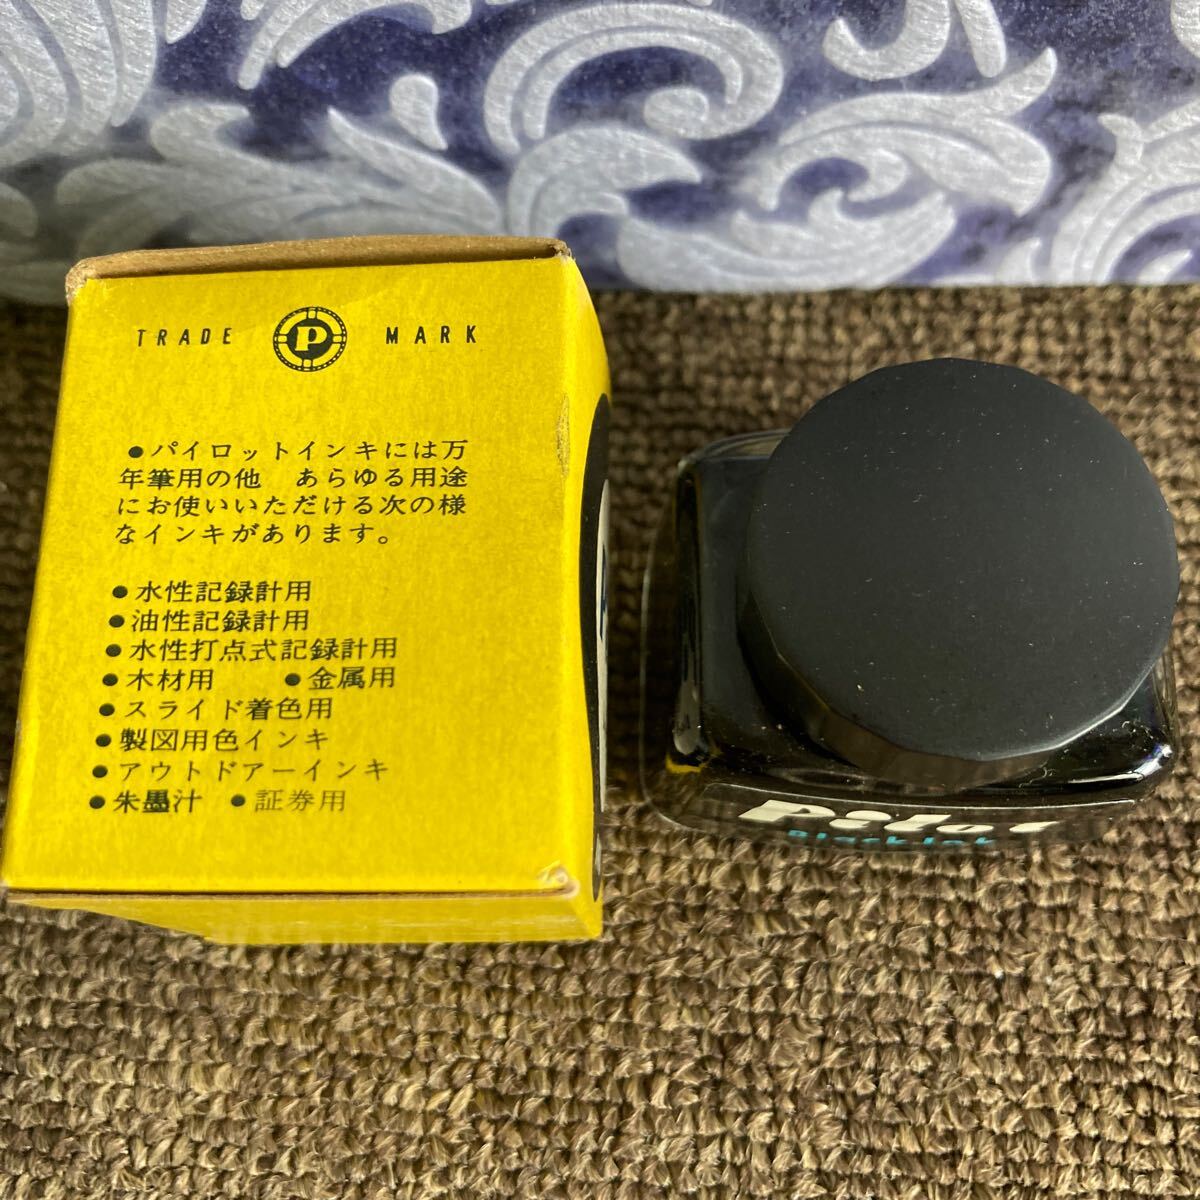 TRADE P MARK
●パイロットインキには万
年筆用の他　あらゆる用途
にお使いいただける次の様
なインキがあります。
●水性記録計用
●油性記録計用
●水性打点式記録計用
●木材用　●金属用
●スライド着色用
●製図用色インキ
●アウトドアーインキ
●朱墨汁　●証券用
Pilot
Black Ink